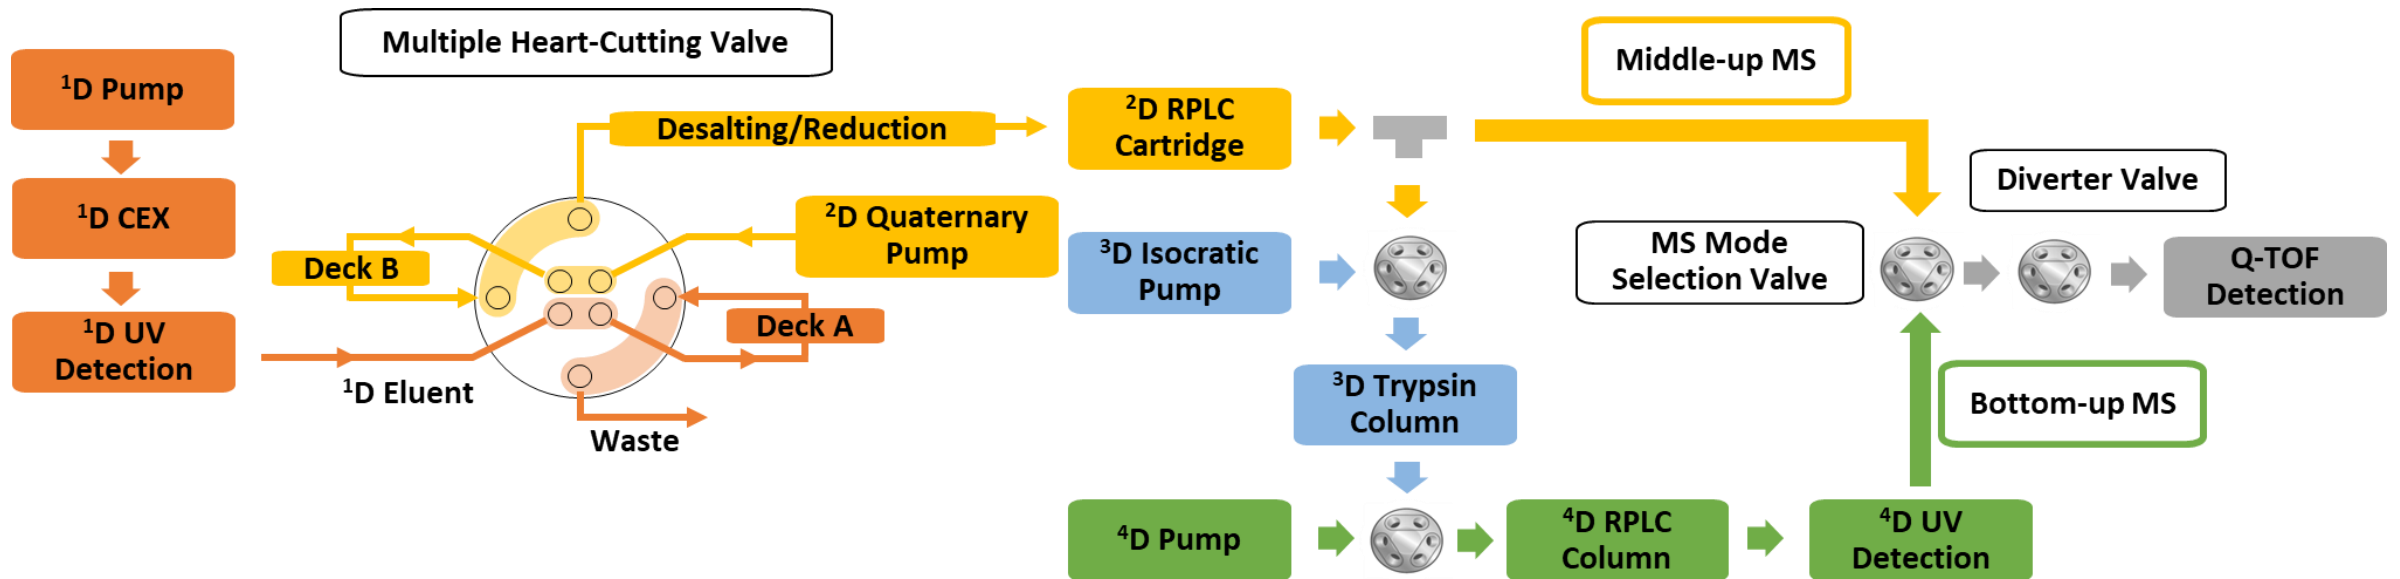 Multiple Heart-Cutting Valve
¹D Pump
¹D CEX
¹D UV
Detection
¹D Eluent
Deck B
Deck A
Waste
Desalting/Reduction
²D Quaternary
Pump
²D RPLC
Cartridge
³D Isocratic
Pump
³D Trypsin
Column
⁴D Pump
⁴D RPLC
Column
⁴D UV
Detection
Middle-up MS
Bottom-up MS
MS Mode
Selection Valve
Diverter Valve
Q-TOF
Detection